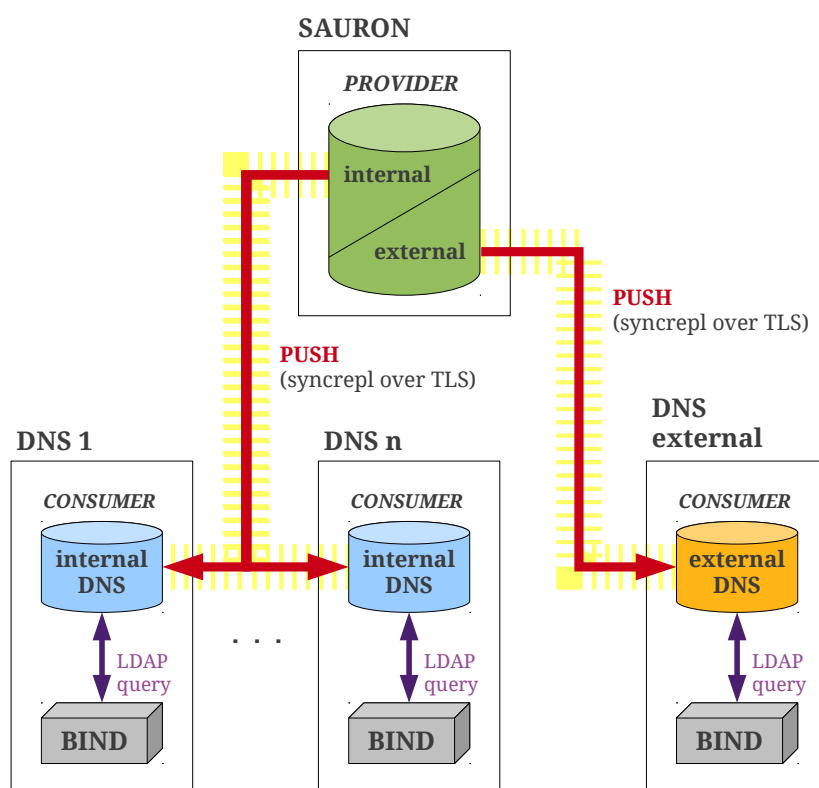 SAURON
PROVIDER
internal
external
PUSH
(syncrepl over TLS)
PUSH
(syncrepl over TLS)
DNS 1
DNS n
DNS
external
CONSUMER
CONSUMER
CONSUMER
internal
DNS
internal
DNS
external
DNS
. . .
LDAP
query
LDAP
query
LDAP
query
BIND
BIND
BIND